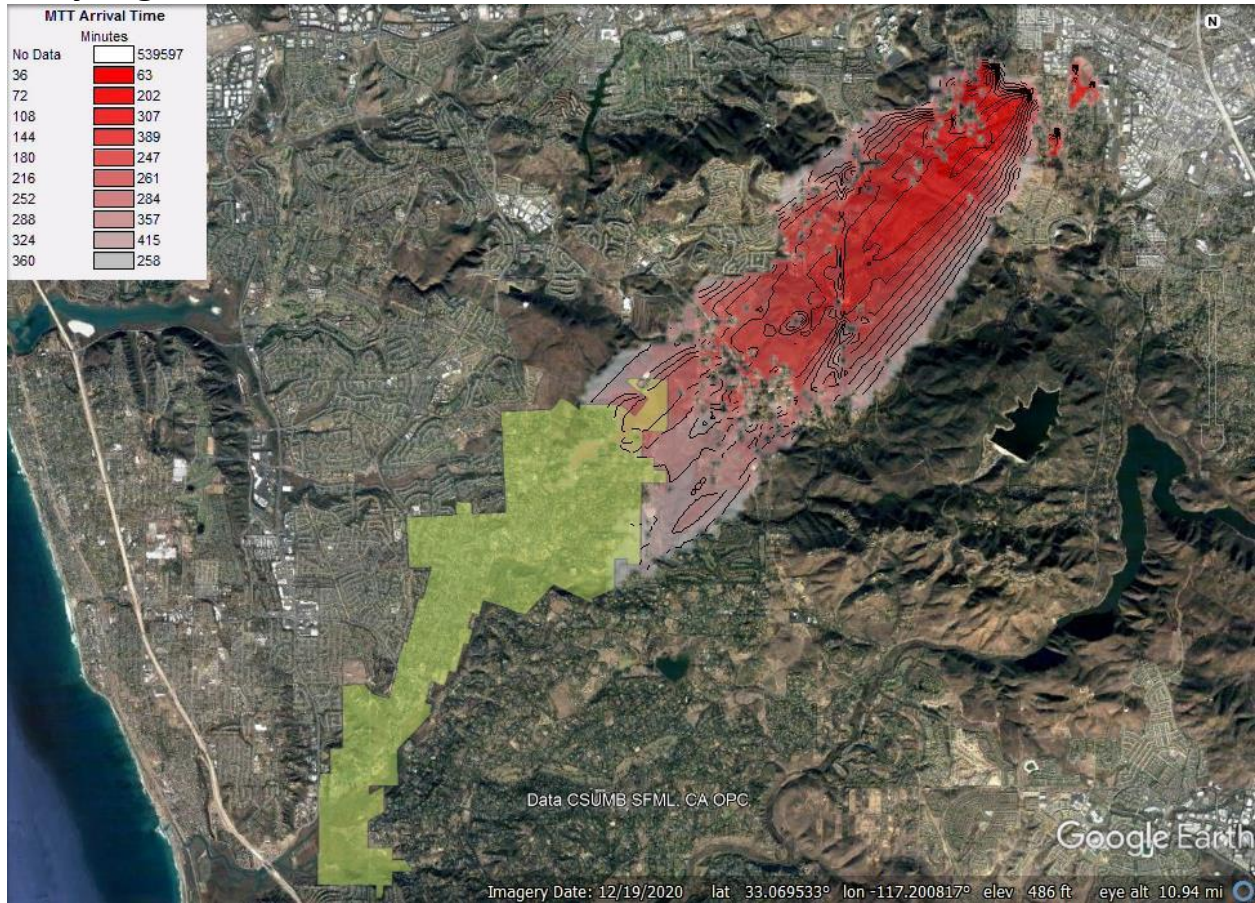 MTT Arrival Time
Minutes
No Data 539597
36 63
72 202
108 307
144 389
180 247
216 261
252 284
288 357
324 415
360 258
N
Data CSUMB SFML, CA OPC
Google Earth
Imagery Date: 12/19/2020 lat 33.069533° lon -117.200817° elev 486 ft eye alt 10.94 mi